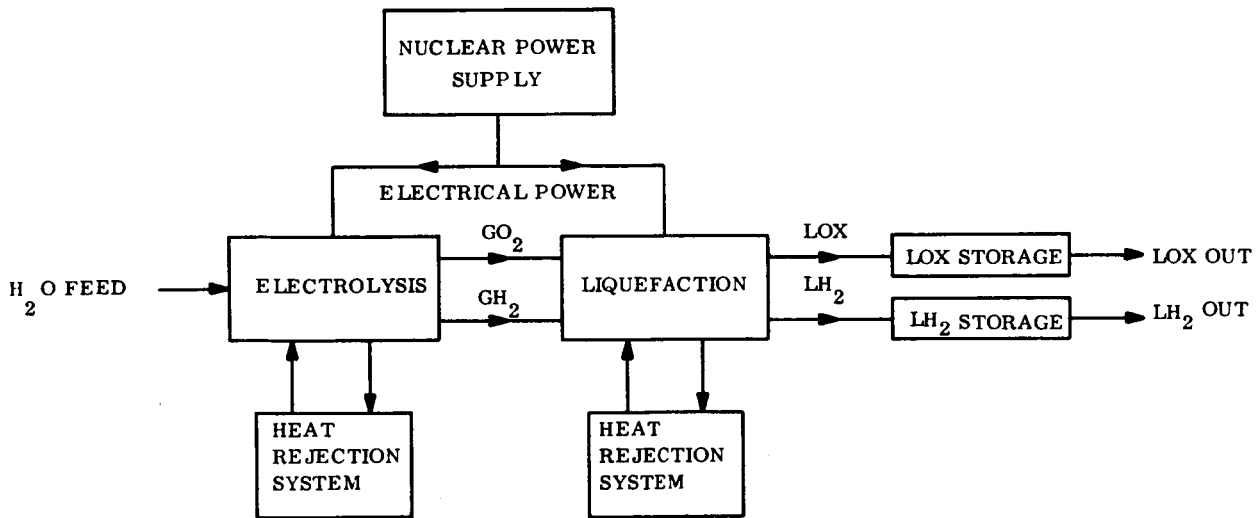 NUCLEAR POWER
SUPPLY
ELECTRICAL POWER
GO2
LOX
H2O FEED
ELECTROLYSIS
LIQUEFACTION
LOX STORAGE
LOX OUT
GH2
LH2
LH2 STORAGE
LH2 OUT
HEAT
REJECTION
SYSTEM
HEAT
REJECTION
SYSTEM